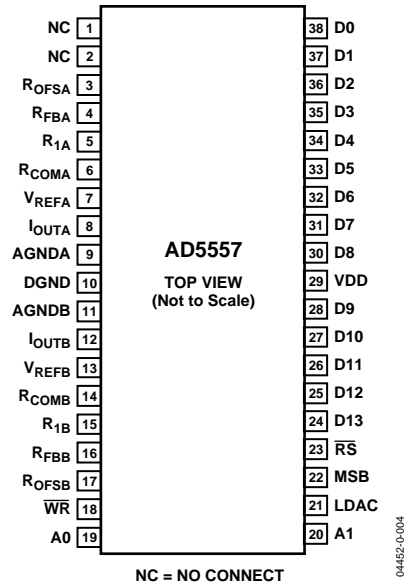 NC 1
NC 2
ROFSA 3
RFBA 4
R1A 5
RCOMA 6
VREFA 7
IOUTA 8
AGNDA 9
DGND 10
AGNDB 11
IOUTB 12
VREFB 13
RCOMB 14
R1B 15
RFBB 16
ROFSB 17
W̅R̅ 18
A0 19
AD5557
TOP VIEW
(Not to Scale)
38 D0
37 D1
36 D2
35 D3
34 D4
33 D5
32 D6
31 D7
30 D8
29 VDD
28 D9
27 D10
26 D11
25 D12
24 D13
23 R̅S̅
22 MSB
21 LDAC
20 A1
NC = NO CONNECT
04452-0-004